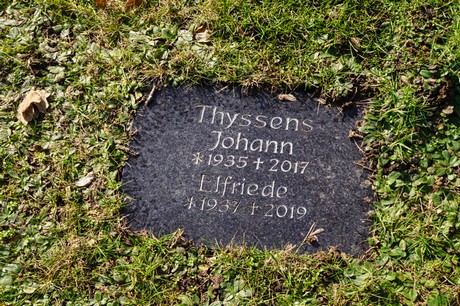 Thyssens
Johann
*1935 †2017
Elfriede
*1937 †2019